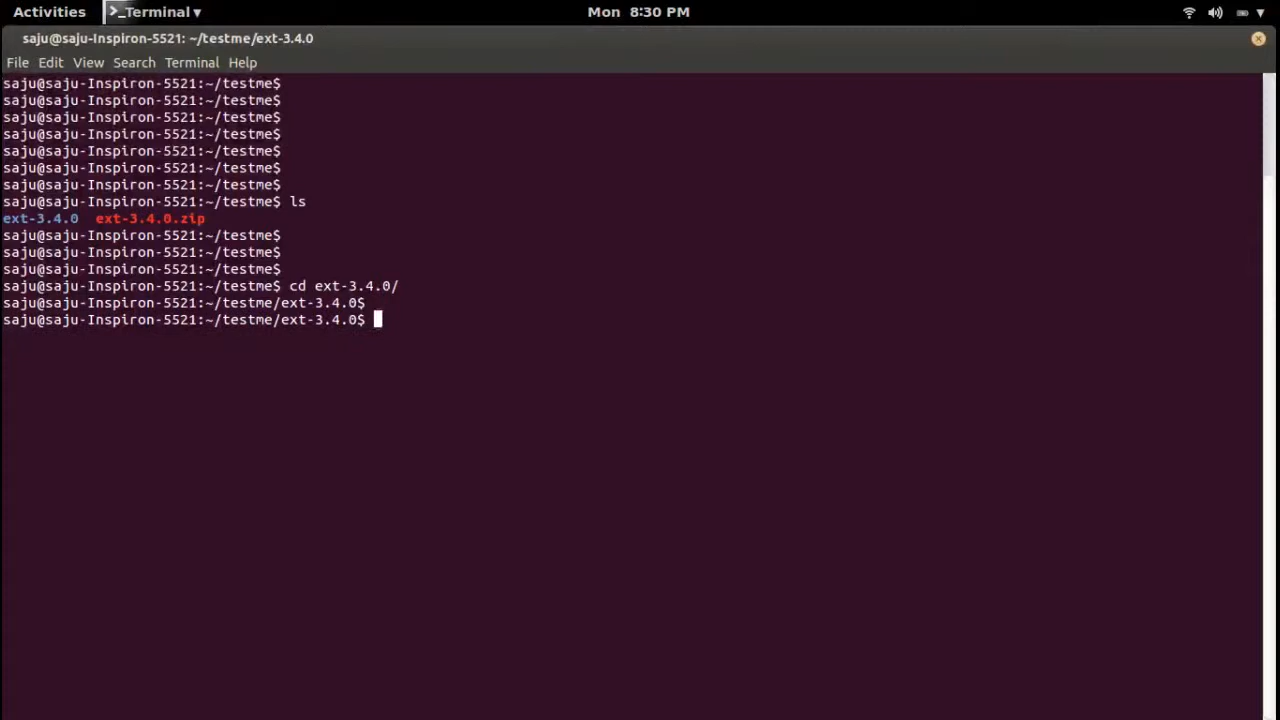 Activities >_Terminal ▾ Mon 8:30 PM
saju@saju-Inspiron-5521: ~/testme/ext-3.4.0
File Edit View Search Terminal Help
saju@saju-Inspiron-5521:~/testme$
saju@saju-Inspiron-5521:~/testme$
saju@saju-Inspiron-5521:~/testme$
saju@saju-Inspiron-5521:~/testme$
saju@saju-Inspiron-5521:~/testme$
saju@saju-Inspiron-5521:~/testme$
saju@saju-Inspiron-5521:~/testme$
saju@saju-Inspiron-5521:~/testme$ ls
ext-3.4.0 ext-3.4.0.zip
saju@saju-Inspiron-5521:~/testme$
saju@saju-Inspiron-5521:~/testme$
saju@saju-Inspiron-5521:~/testme$
saju@saju-Inspiron-5521:~/testme$ cd ext-3.4.0/
saju@saju-Inspiron-5521:~/testme/ext-3.4.0$
saju@saju-Inspiron-5521:~/testme/ext-3.4.0$